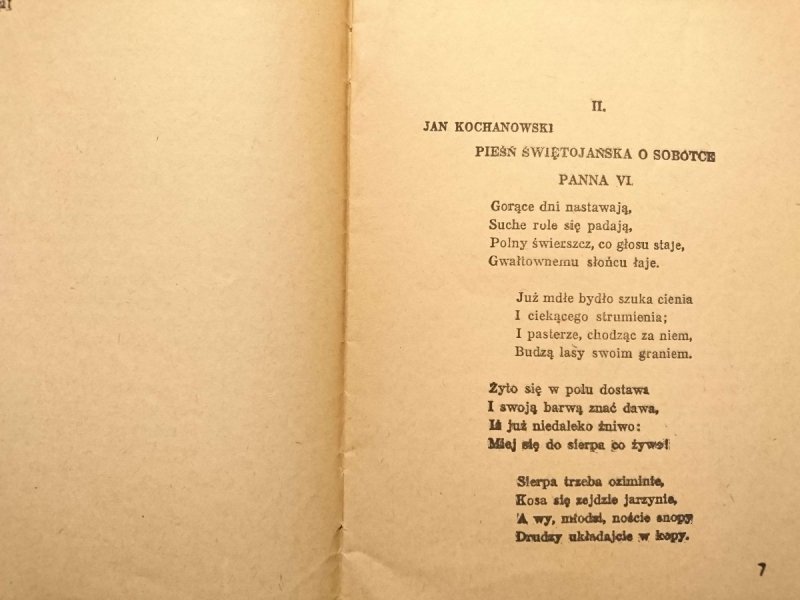 II.
JAN KOCHANOWSKI
PIEŚŃ ŚWIĘTOJAŃSKA O SOBÓTCE
PANNA VI.
Gorące dni nastawają,
Suche role się padają,
Polny świerszcz, co głosu staje,
Gwałtownemu słońcu łaje.
Już mdłe bydło szuka cienia
I ciekącego strumienia;
I pasterze, chodząc za niem,
Budzą lasy swoim graniem.
Żyto się w polu dostawa
I swoją barwą znać dawa,
Iż już niedaleko żniwo:
Miej się do sierpa co żywo!
Sierpa trzeba oziminie,
Kosa się zejdzie jarzynie,
A wy, młodzi, noście snopy
Drudzy układajcie w kopy.
7